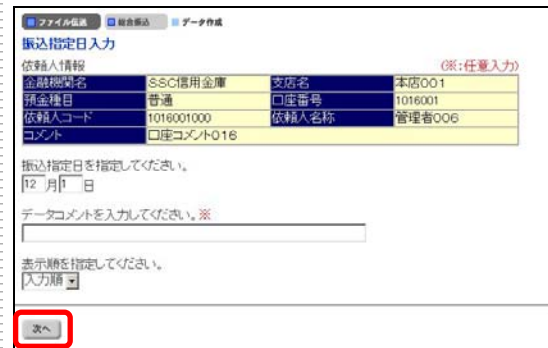 ファイル伝送 総合振込 データ作成
振込指定日入力
依頼人情報 (※:任意入力)
金融機関名 SSC信用金庫 支店名 本店001
預金種目 普通 口座番号 1016001
依頼人コード 1016001000 依頼人名称 管理者006
コメント 口座コメント016
振込指定日を指定してください。
12 月 1 日
データコメントを入力してください。※
表示順を指定してください。
入力順
次へ